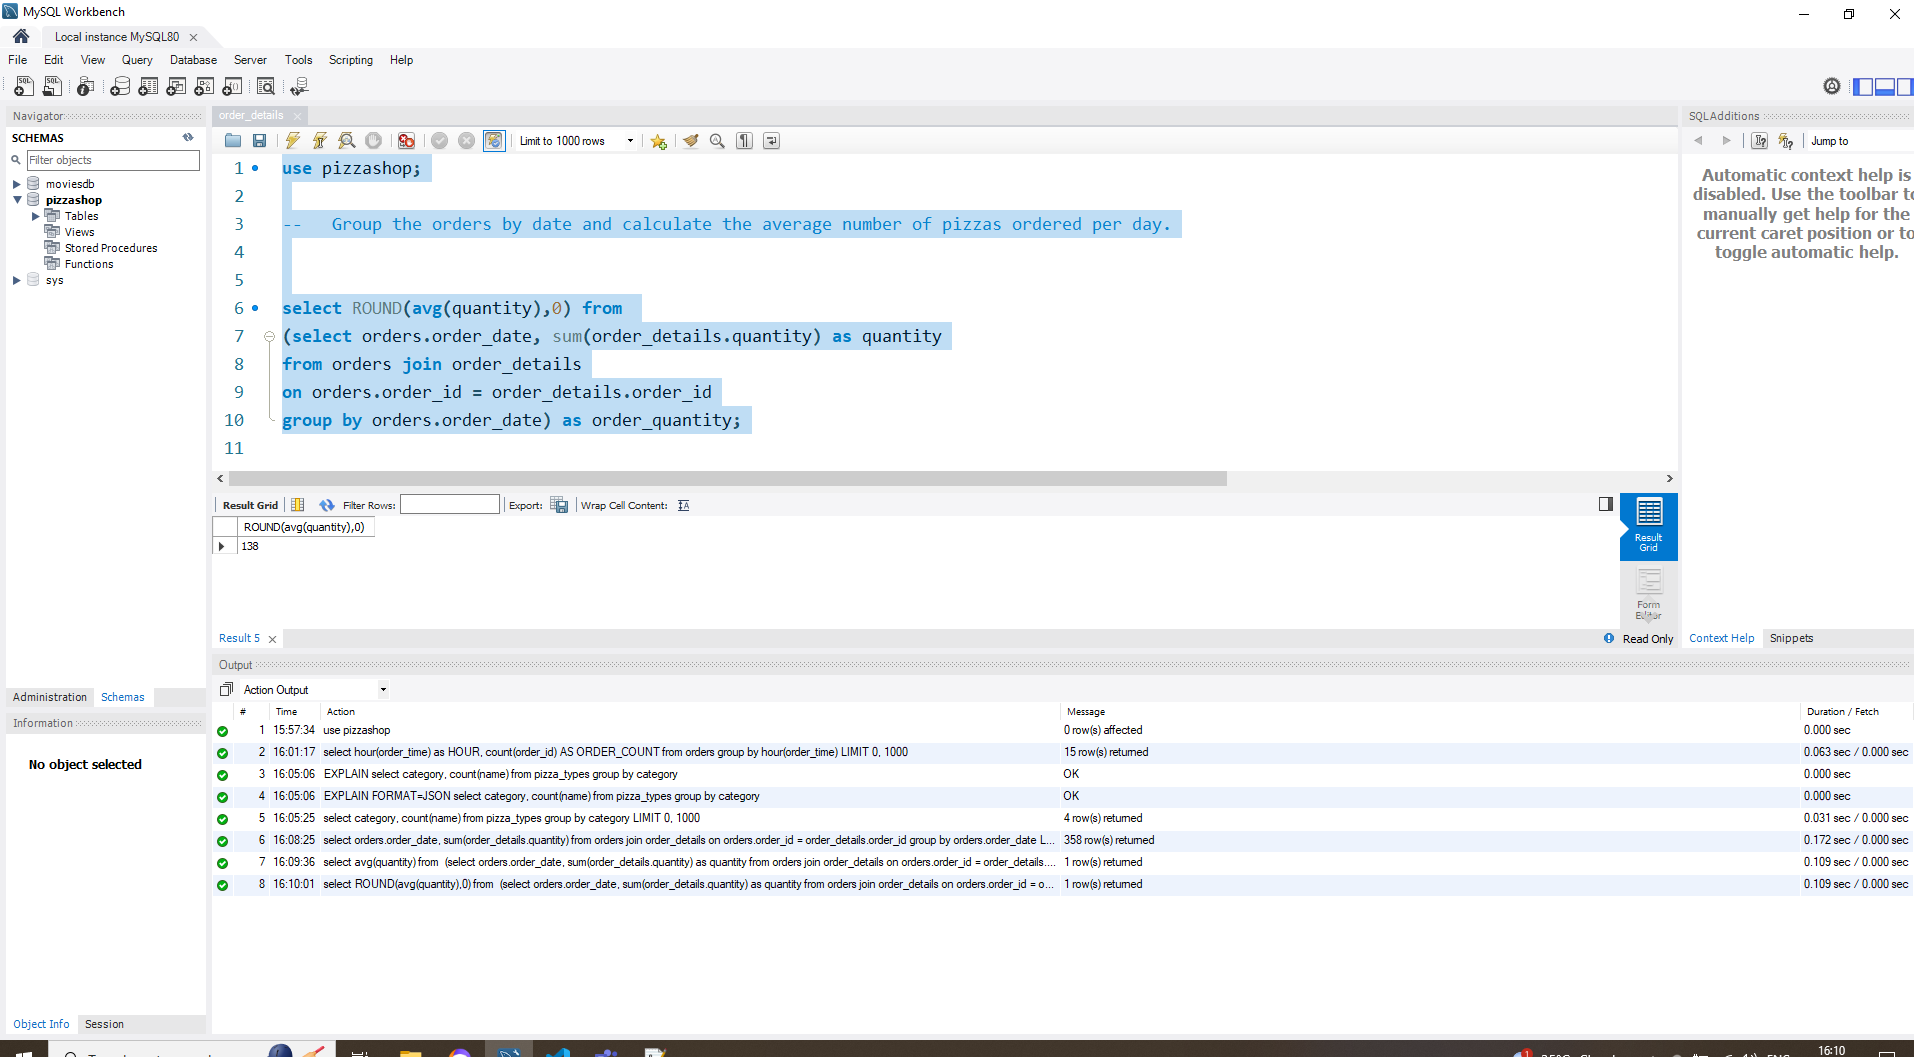 MySQL Workbench
Local instance MySQL80
File Edit View Query Database Server Tools Scripting Help
Navigator
SCHEMAS
Filter objects
moviesdb
pizzashop
Tables
Views
Stored Procedures
Functions
sys
Administration Schemas
Information
No object selected
Object Info Session
order_details
Limit to 1000 rows
1 use pizzashop;
2
3 -- Group the orders by date and calculate the average number of pizzas ordered per day.
4
5
6 select ROUND(avg(quantity),0) from
7 (select orders.order_date, sum(order_details.quantity) as quantity
8 from orders join order_details
9 on orders.order_id = order_details.order_id
10 group by orders.order_date) as order_quantity;
11
Result Grid Filter Rows: Export: Wrap Cell Content:
ROUND(avg(quantity),0)
138
Result Grid
Form Editor
Result 5
Read Only
SQLAdditions
Jump to
Automatic context help is
disabled. Use the toolbar to
manually get help for the
current caret position or to
toggle automatic help.
Context Help Snippets
Output
Action Output
# Time Action Message Duration / Fetch
1 15:57:34 use pizzashop 0 row(s) affected 0.000 sec
2 16:01:17 select hour(order_time) as HOUR, count(order_id) AS ORDER_COUNT from orders group by hour(order_time) LIMIT 0, 1000 15 row(s) returned 0.063 sec / 0.000 sec
3 16:05:06 EXPLAIN select category, count(name) from pizza_types group by category OK 0.000 sec
4 16:05:06 EXPLAIN FORMAT=JSON select category, count(name) from pizza_types group by category OK 0.000 sec
5 16:05:25 select category, count(name) from pizza_types group by category LIMIT 0, 1000 4 row(s) returned 0.031 sec / 0.000 sec
6 16:08:25 select orders.order_date, sum(order_details.quantity) from orders join order_details on orders.order_id = order_details.order_id group by orders.order_date L... 358 row(s) returned 0.172 sec / 0.000 sec
7 16:09:36 select avg(quantity) from (select orders.order_date, sum(order_details.quantity) as quantity from orders join order_details on orders.order_id = order_details.... 1 row(s) returned 0.109 sec / 0.000 sec
8 16:10:01 select ROUND(avg(quantity),0) from (select orders.order_date, sum(order_details.quantity) as quantity from orders join order_details on orders.order_id = o... 1 row(s) returned 0.109 sec / 0.000 sec
16:10